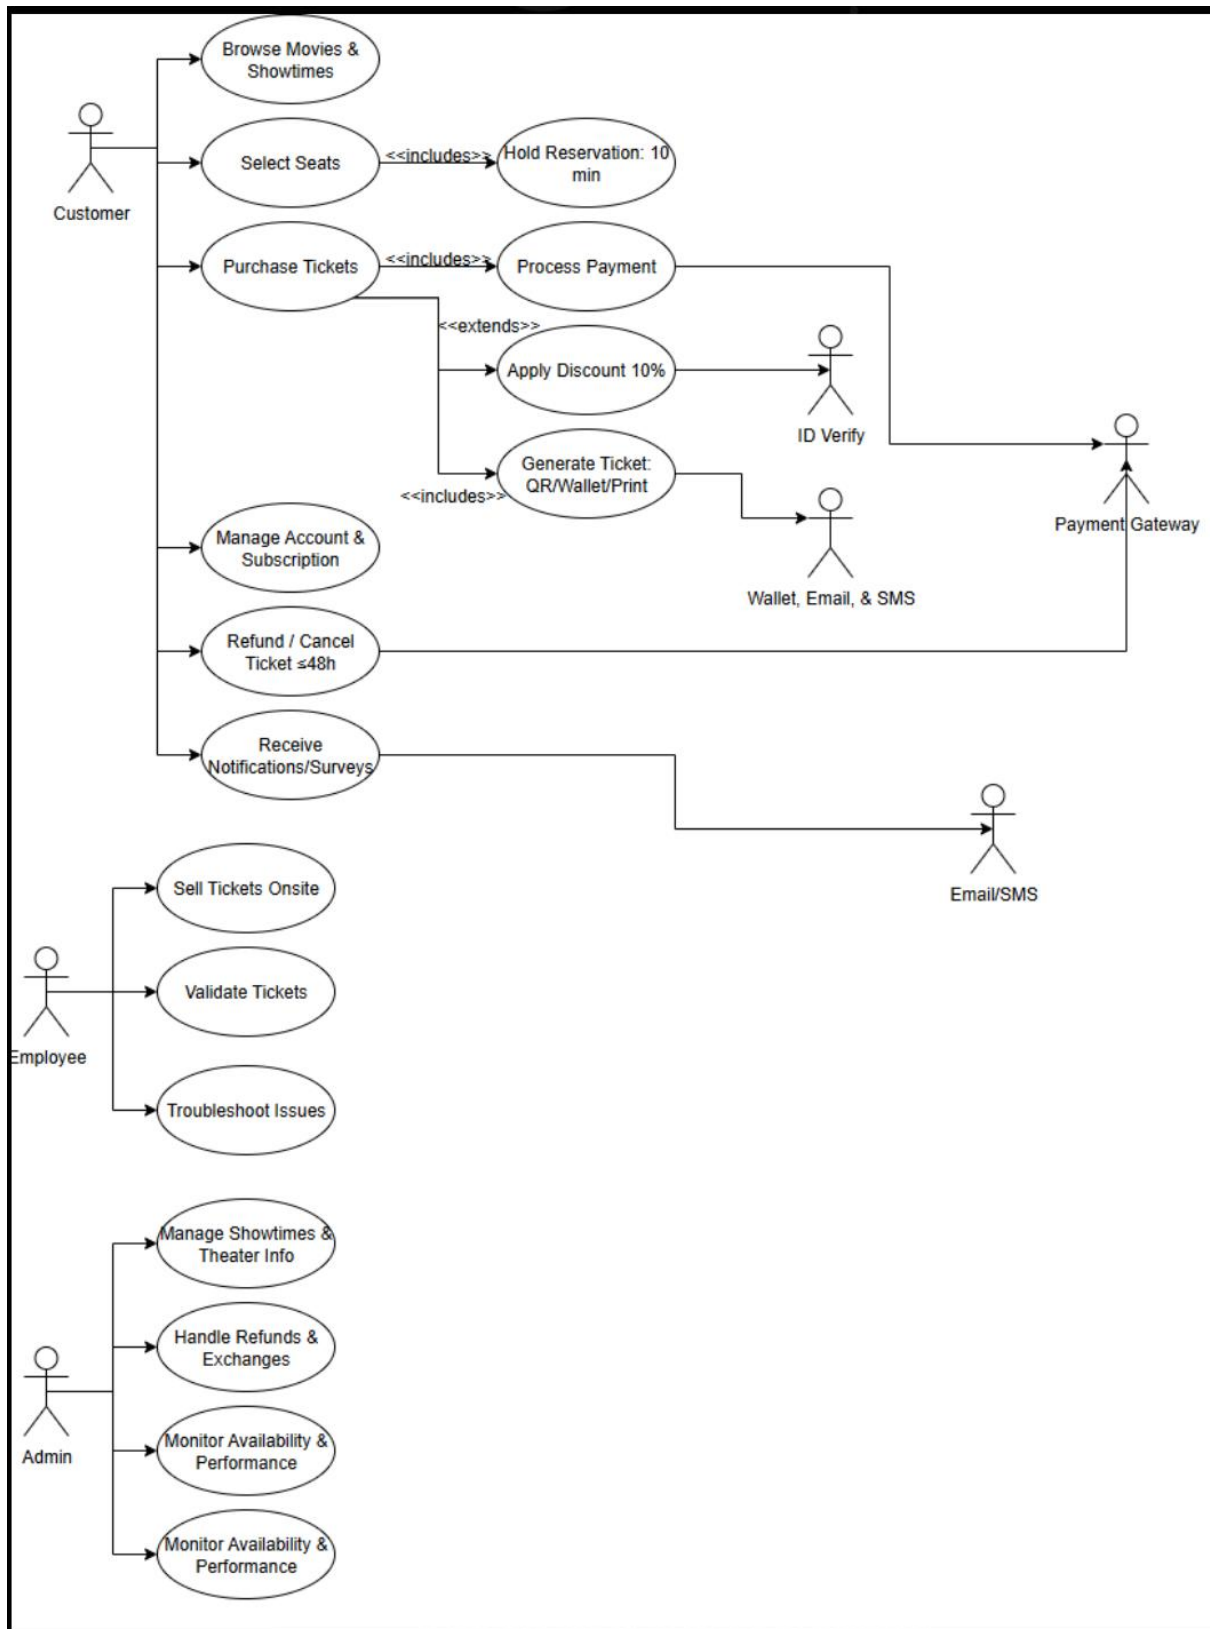 Browse Movies &
Showtimes
Customer
Select Seats
<<includes>>
Hold Reservation: 10
min
Purchase Tickets
<<includes>>
Process Payment
<<extends>>
Apply Discount 10%
ID Verify
Generate Ticket:
QR/Wallet/Print
<<includes>>
Payment Gateway
Wallet, Email, & SMS
Manage Account &
Subscription
Refund / Cancel
Ticket ≤48h
Receive
Notifications/Surveys
Email/SMS
Sell Tickets Onsite
Validate Tickets
Employee
Troubleshoot Issues
Manage Showtimes &
Theater Info
Handle Refunds &
Exchanges
Admin
Monitor Availability &
Performance
Monitor Availability &
Performance